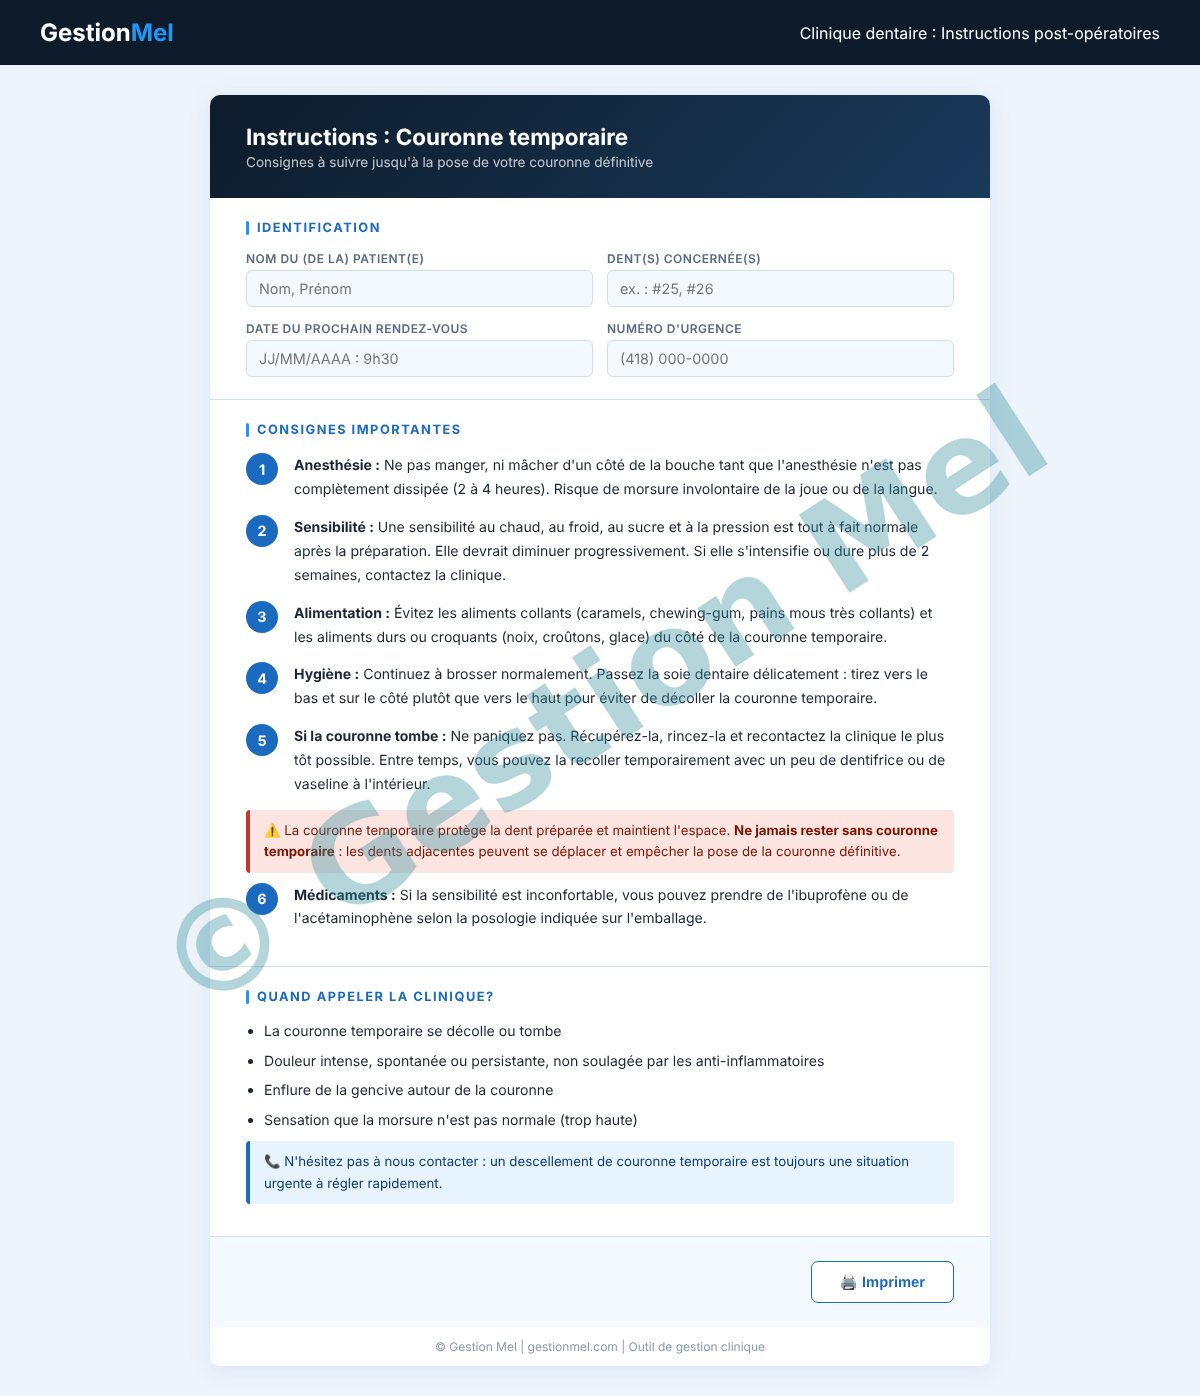 GestionMel
Clinique dentaire : Instructions post-opératoires
Instructions : Couronne temporaire
Consignes à suivre jusqu'à la pose de votre couronne définitive
IDENTIFICATION
NOM DU (DE LA) PATIENT(E)
DENT(S) CONCERNÉE(S)
Nom, Prénom
ex. : #25, #26
DATE DU PROCHAIN RENDEZ-VOUS
NUMÉRO D'URGENCE
JJ/MM/AAAA : 9h30
(418) 000-0000
CONSIGNES IMPORTANTES
1 Anesthésie : Ne pas manger, ni mâcher d'un côté de la bouche tant que l'anesthésie n'est pas
complètement dissipée (2 à 4 heures). Risque de morsure involontaire de la joue ou de la langue.
2 Sensibilité : Une sensibilité au chaud, au froid, au sucre et à la pression est tout à fait normale
après la préparation. Elle devrait diminuer progressivement. Si elle s'intensifie ou dure plus de 2
semaines, contactez la clinique.
3 Alimentation : Évitez les aliments collants (caramels, chewing-gum, pains mous très collants) et
les aliments durs ou croquants (noix, croûtons, glace) du côté de la couronne temporaire.
4 Hygiène : Continuez à brosser normalement. Passez la soie dentaire délicatement : tirez vers le
bas et sur le côté plutôt que vers le haut pour éviter de décoller la couronne temporaire.
5 Si la couronne tombe : Ne paniquez pas. Récupérez-la, rincez-la et recontactez la clinique le plus
tôt possible. Entre temps, vous pouvez la recoller temporairement avec un peu de dentifrice ou de
vaseline à l'intérieur.
⚠️ La couronne temporaire protège la dent préparée et maintient l'espace. Ne jamais rester sans couronne
temporaire : les dents adjacentes peuvent se déplacer et empêcher la pose de la couronne définitive.
6 Médicaments : Si la sensibilité est inconfortable, vous pouvez prendre de l'ibuprofène ou de
l'acétaminophène selon la posologie indiquée sur l'emballage.
© Gestion Mel
QUAND APPELER LA CLINIQUE?
• La couronne temporaire se décolle ou tombe
• Douleur intense, spontanée ou persistante, non soulagée par les anti-inflammatoires
• Enflure de la gencive autour de la couronne
• Sensation que la morsure n'est pas normale (trop haute)
📞 N'hésitez pas à nous contacter : un descellement de couronne temporaire est toujours une situation
urgente à régler rapidement.
🖨️ Imprimer
© Gestion Mel | gestionmel.com | Outil de gestion clinique